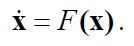 ẋ = F(x).